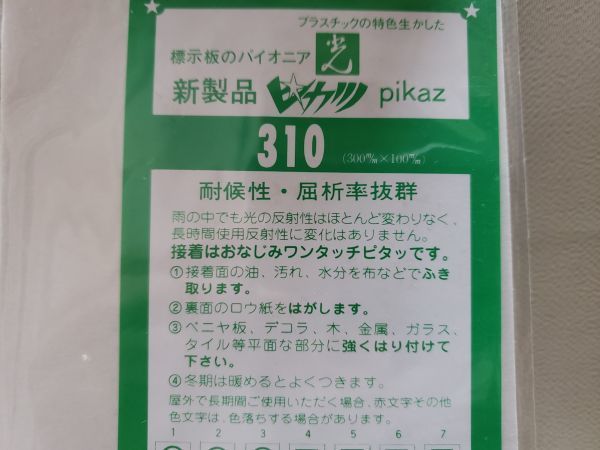 プラスチックの特色生かした
標示板のパイオニア 光
新製品 ピカッ pikaz
310 (300㎜×100㎜)
耐候性・屈析率抜群
雨の中でも光の反射性はほとんど変わりなく、
長時間使用反射性に変化はありません。
接着はおなじみワンタッチピタッです。
①接着面の油、汚れ、水分を布などでふき
取ります。
②裏面のロウ紙をはがします。
③ベニヤ板、デコラ、木、金属、ガラス、
タイル等平面な部分に強くはり付けて
下さい。
④冬期は暖めるとよくつきます。
屋外で長期間ご使用いただく場合、赤文字その他
色文字は、色落ちする場合があります。
1 2 3 4 5 6 7